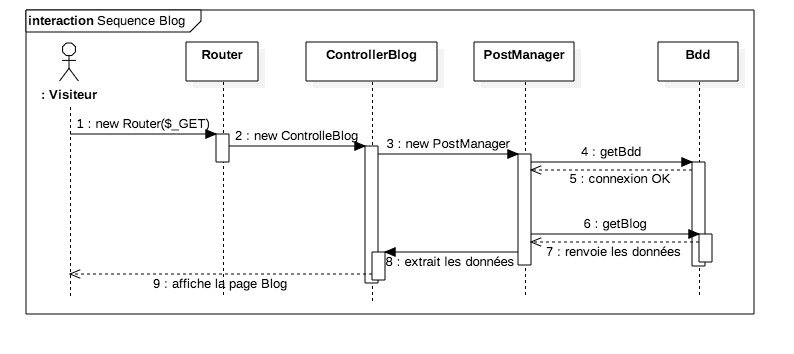 interaction Sequence Blog
Router
ControllerBlog
PostManager
Bdd
: Visiteur
1 : new Router($_GET)
2 : new ControlleBlog
3 : new PostManager
4 : getBdd
5 : connexion OK
6 : getBlog
7 : renvoie les données
8 : extrait les données
9 : affiche la page Blog